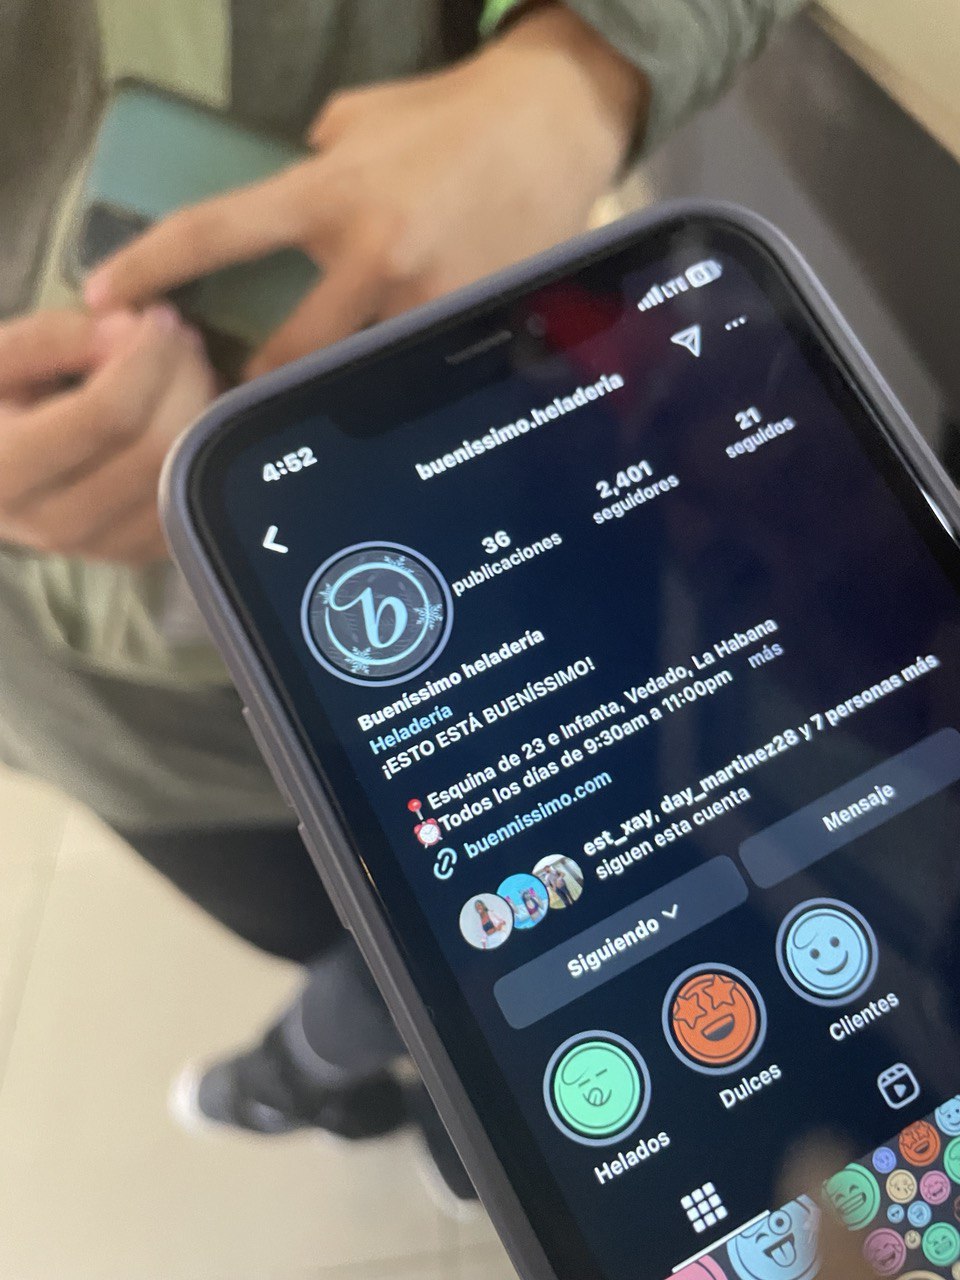 4:52
LTE
buenissimo.heladeria
36
publicaciones
2,401
seguidores
21
seguidos
b
Bueníssimo heladería
Heladería
¡ESTO ESTÁ BUENÍSSIMO!
Esquina de 23 e Infanta, Vedado, La Habana
Todos los días de 9:30am a 11:00pm más
buennissimo.com
est_xay, day_martinez28 y 7 personas más
siguen esta cuenta
Siguiendo
Mensaje
Helados
Dulces
Clientes